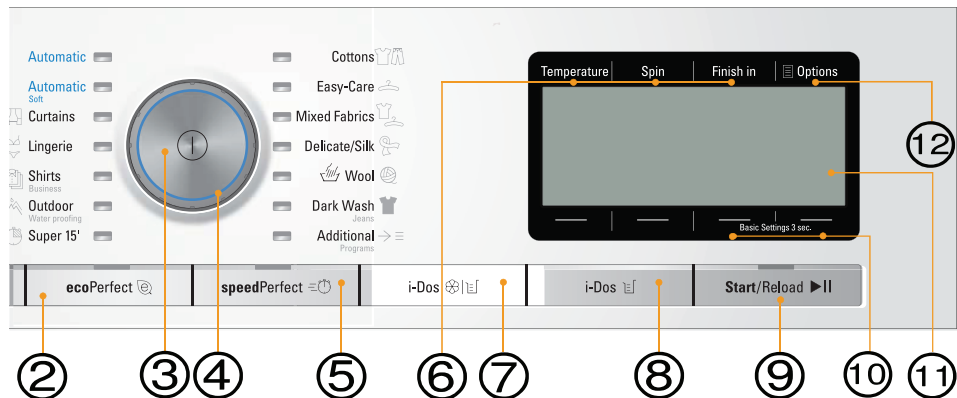 Automatic
Automatic
Soft
Curtains
Lingerie
Shirts
Business
Outdoor
Water proofing
Super 15'
Cottons
Easy-Care
Mixed Fabrics
Delicate/Silk
Wool
Dark Wash
Jeans
Additional
Programs
Temperature Spin Finish in Options
Basic Settings 3 sec.
ecoPerfect speedPerfect i-Dos i-Dos Start/Reload
12
2 3 4 5 6 7 8 9 10 11